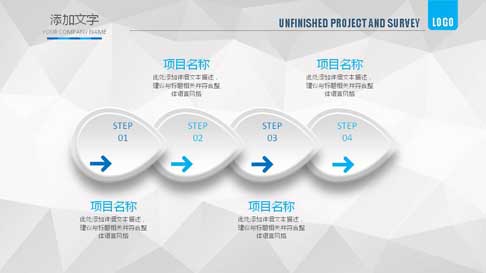 添加文字
YOUR COMPANY NAME
UNFINISHED PROJECT AND SURVEY
LOGO
项目名称
此处添加详细文本描述，
建议与标题相关并符合整
体语言风格
项目名称
此处添加详细文本描述，
建议与标题相关并符合整
体语言风格
STEP
01
STEP
02
STEP
03
STEP
04
项目名称
此处添加详细文本描述，
建议与标题相关并符合整
体语言风格
项目名称
此处添加详细文本描述，
建议与标题相关并符合整
体语言风格